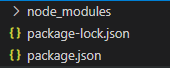 node_modules
{} package-lock.json
{} package.json